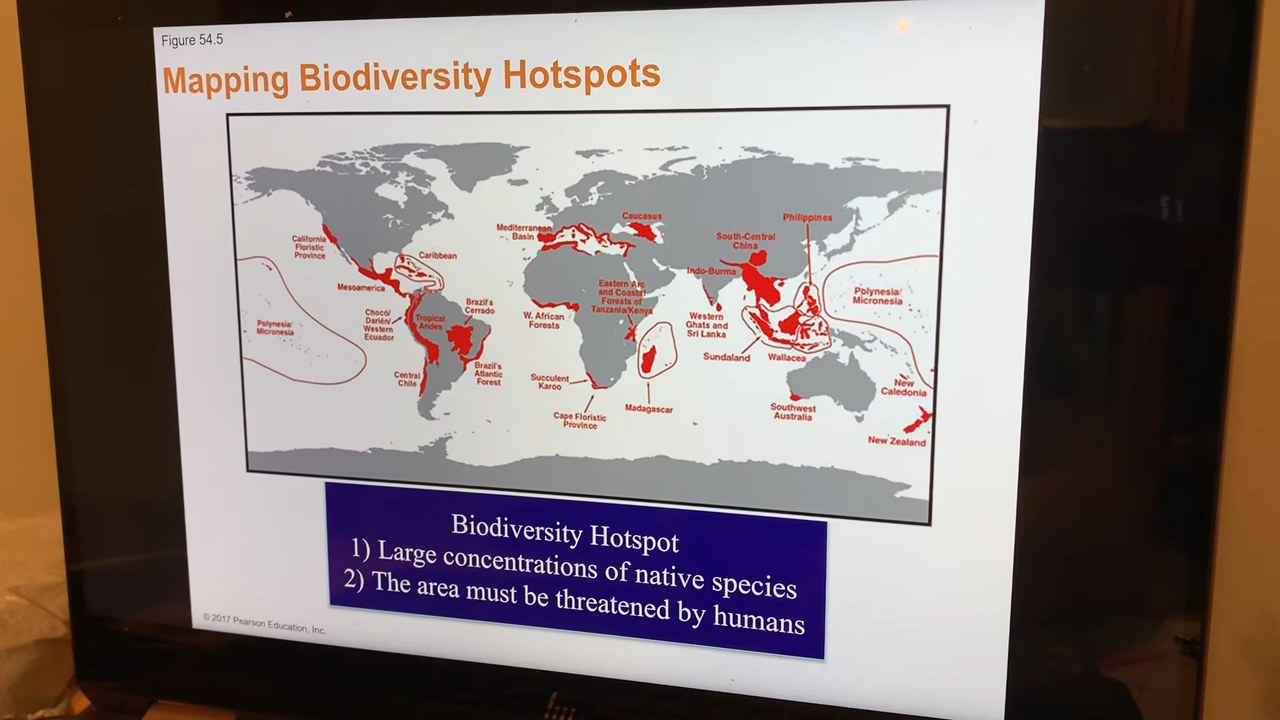 Figure 54.5
Mapping Biodiversity Hotspots
California
Floristic
Province
Mesoamerica
Caribbean
Polynesia/
Micronesia
Chocó/
Darién/
Western
Ecuador
Tropical
Andes
Brazil's
Cerrado
Central
Chile
Brazil's
Atlantic
Forest
Mediterranean
Basin
Caucasus
W. African
Forests
Eastern Arc
and Coastal
Forests of
Tanzania/Kenya
Succulent
Karoo
Cape Floristic
Province
Madagascar
South-Central
China
Indo-Burma
Philippines
Western
Ghats and
Sri Lanka
Sundaland
Wallacea
Polynesia/
Micronesia
Southwest
Australia
New
Caledonia
New Zealand
Biodiversity Hotspot
1) Large concentrations of native species
2) The area must be threatened by humans
© 2017 Pearson Education, Inc.
hp